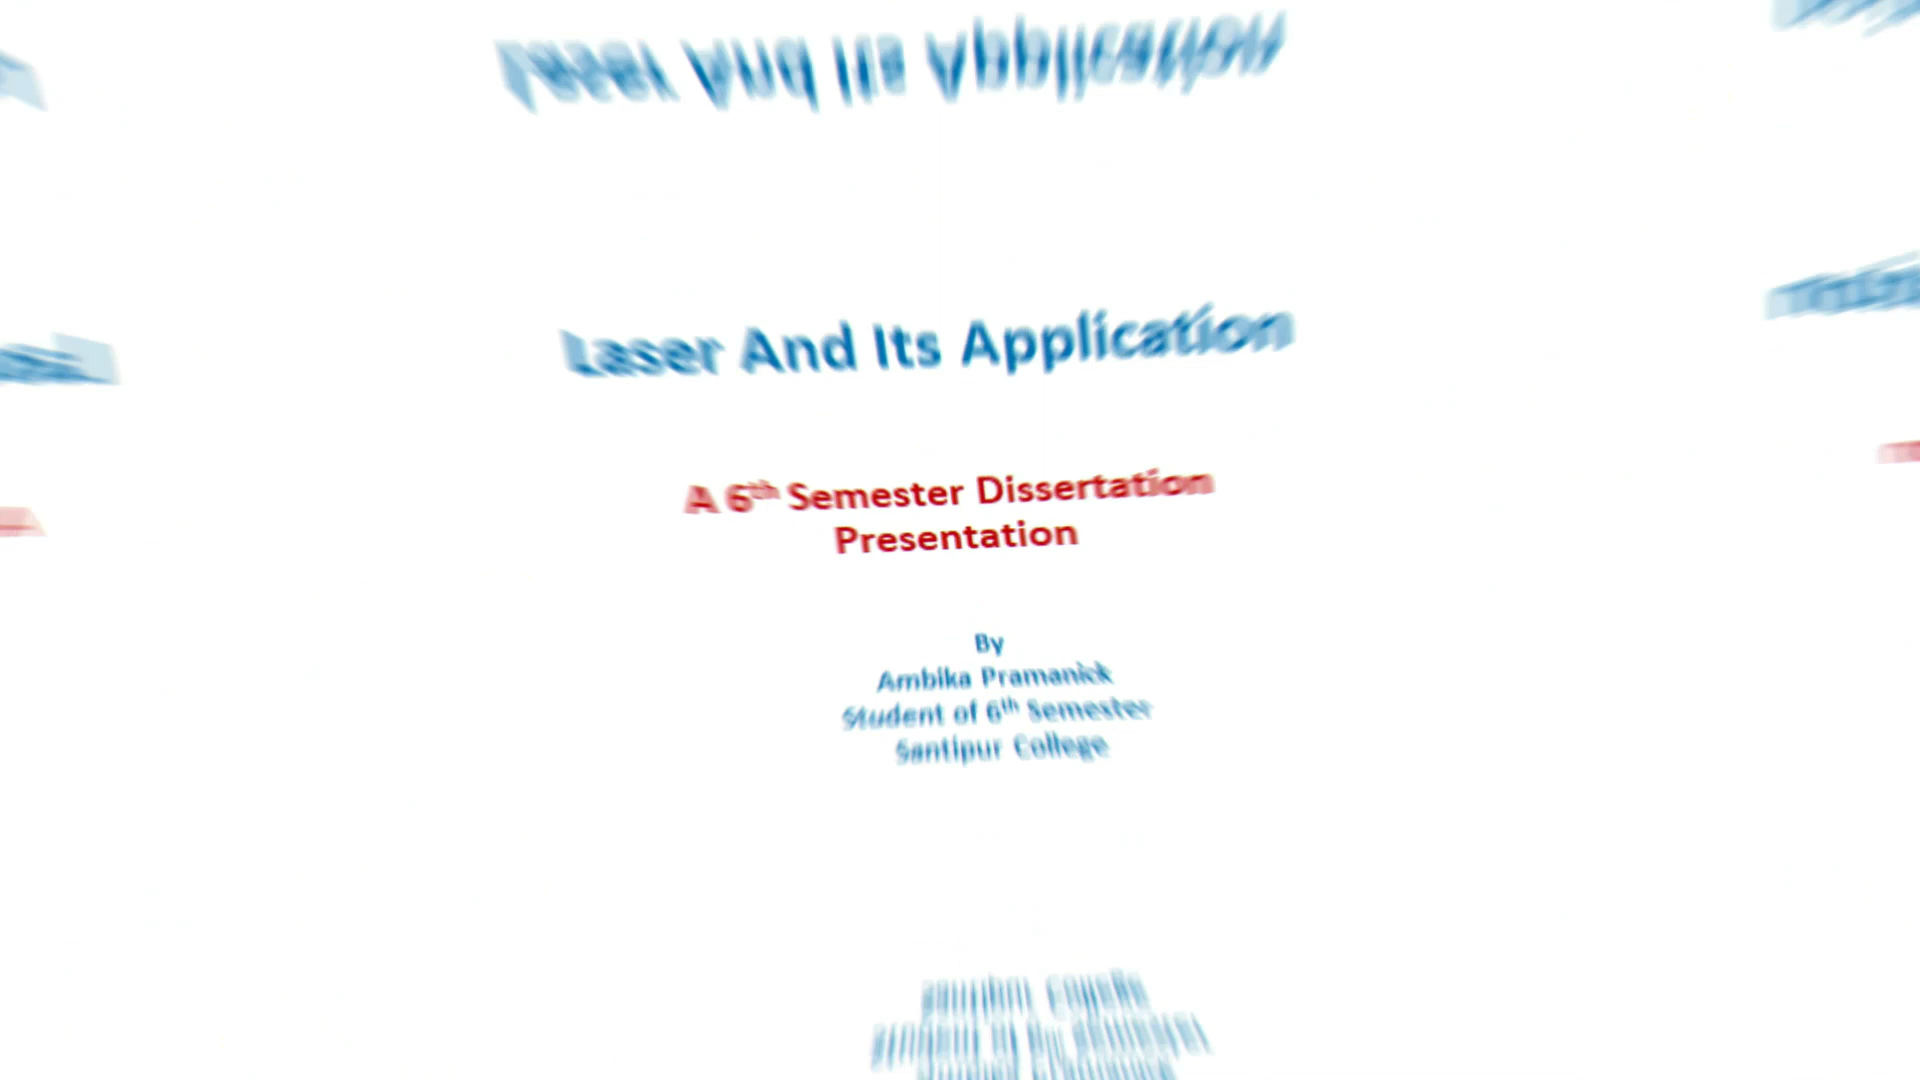 Laser And Its Application
A 6th Semester Dissertation
Presentation
By
Ambika Pramanick
Student of 6th Semester
Santipur College